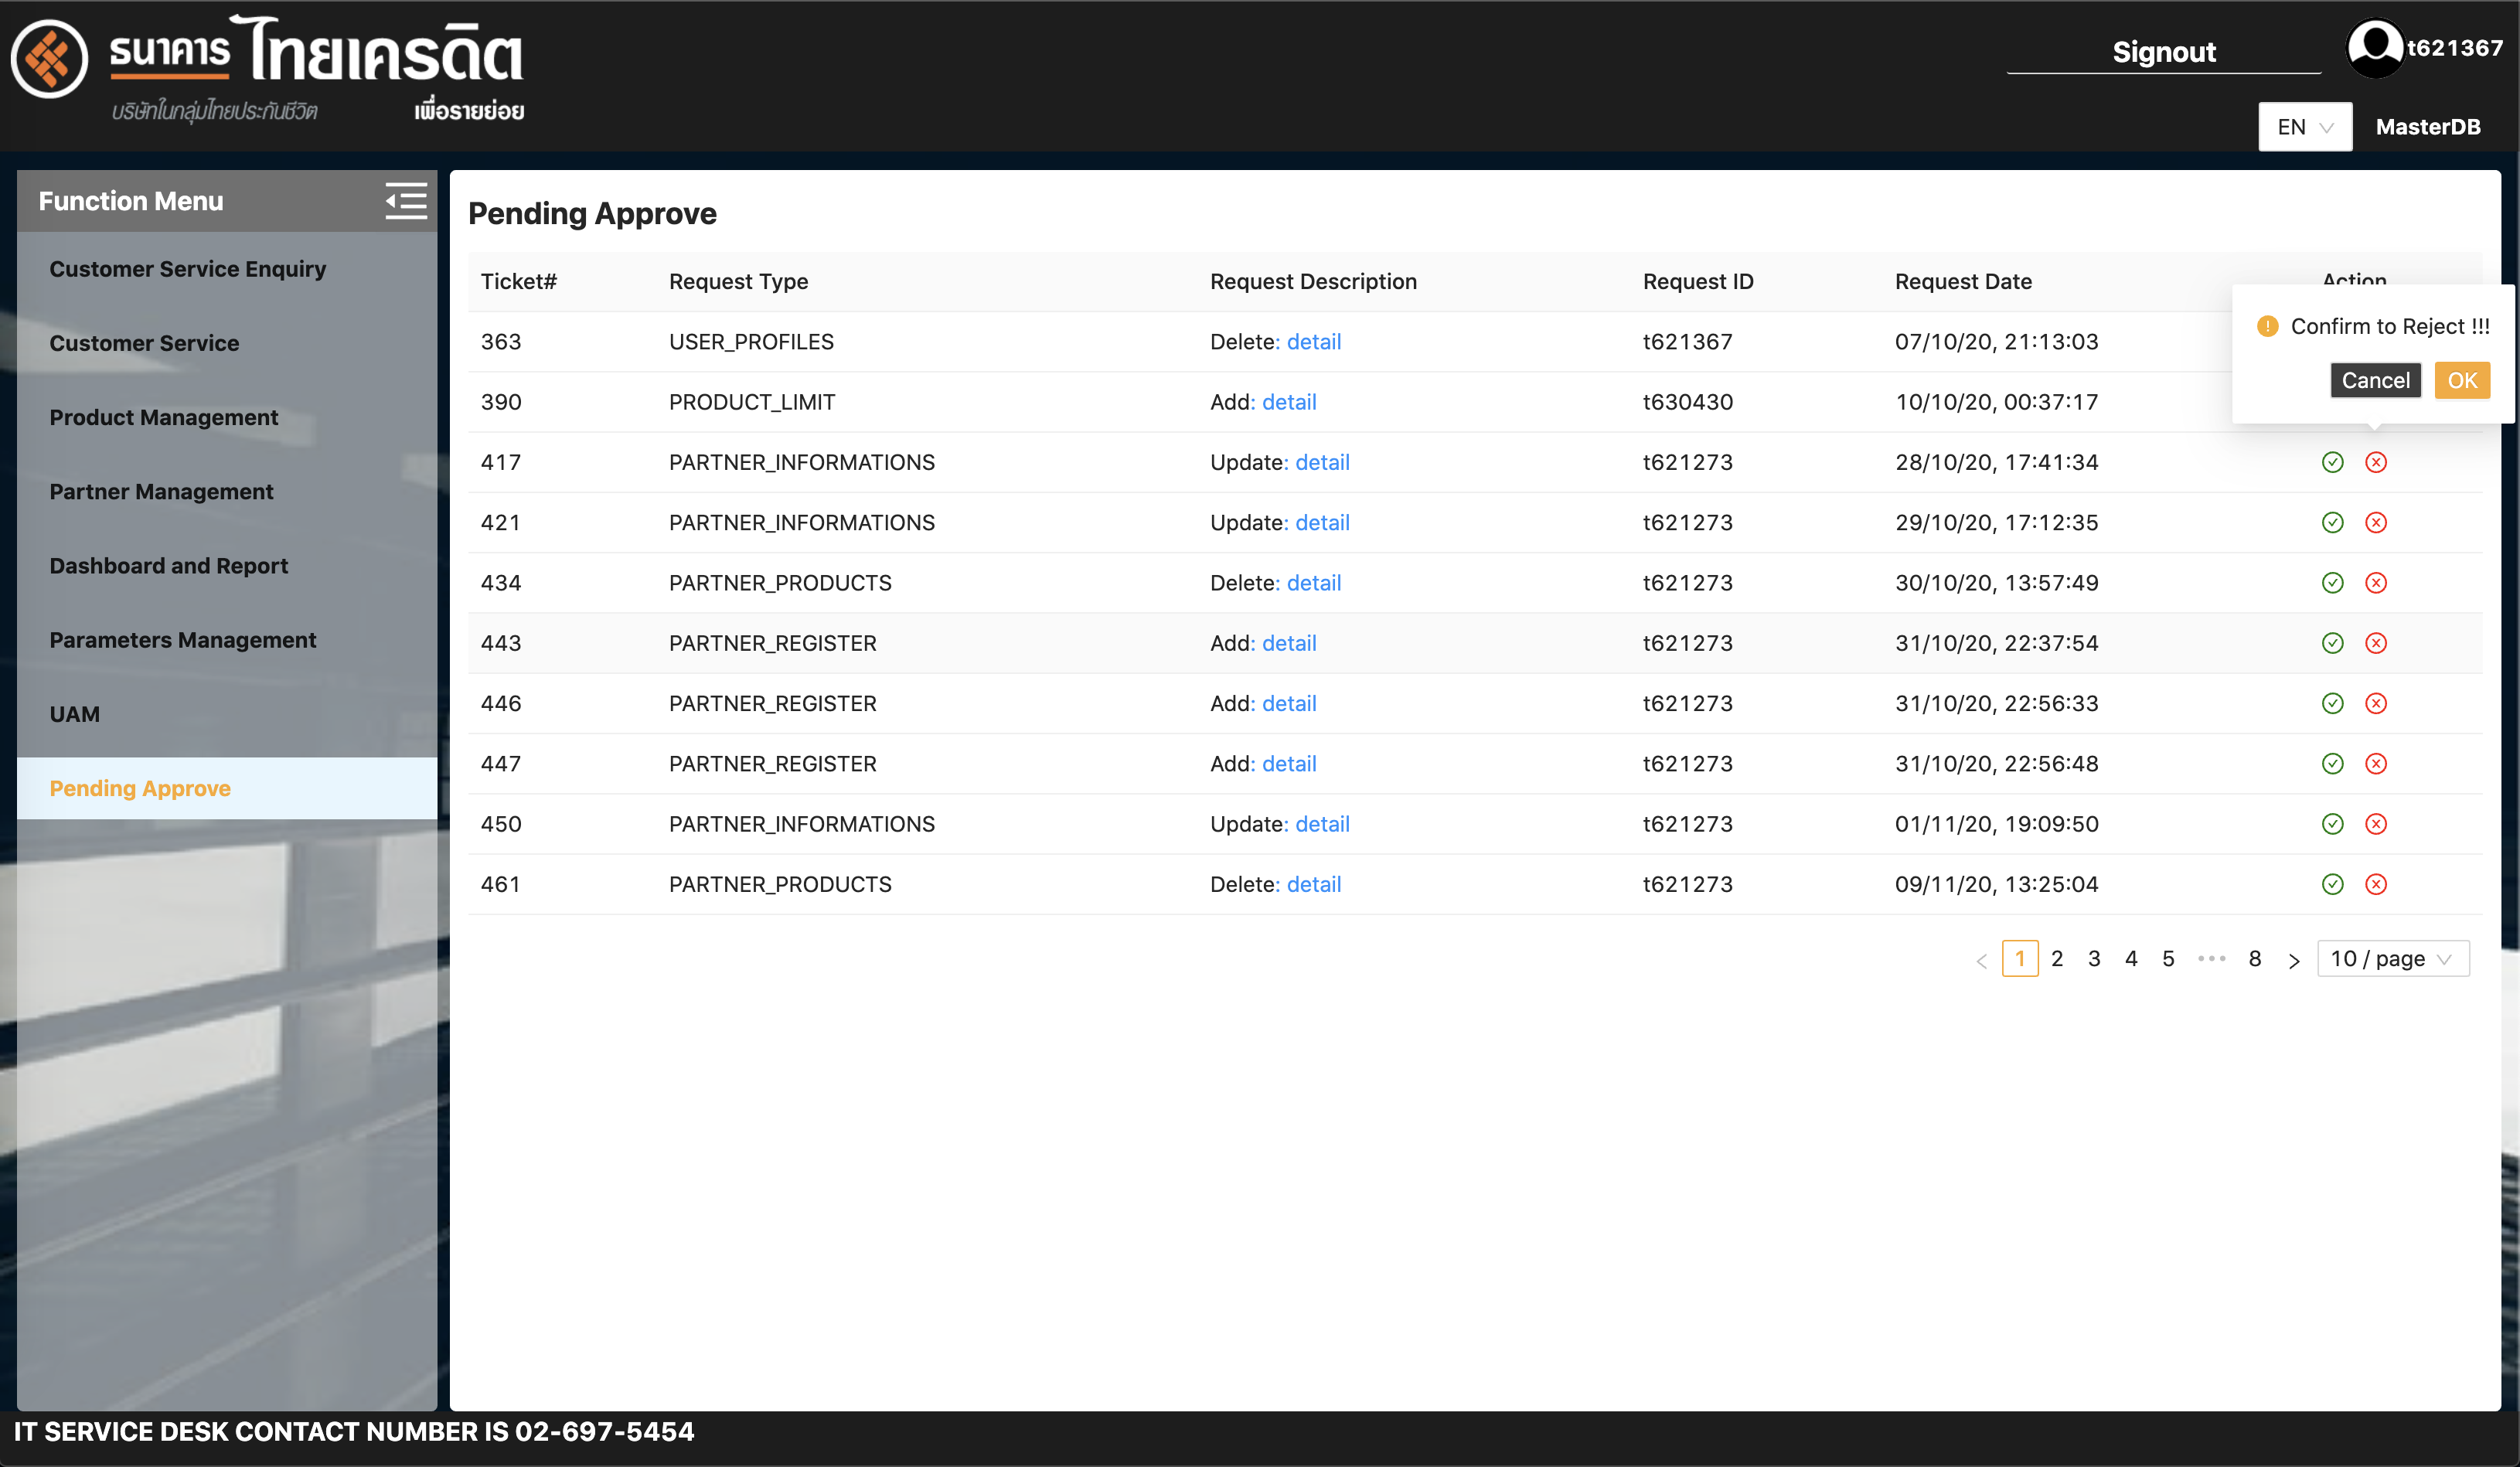 ธนาคาร ไทยเครดิต
บริษัทในกลุ่มไทยประกันชีวิต เพื่อรายย่อย
Signout t621367
EN MasterDB
Function Menu
Customer Service Enquiry
Customer Service
Product Management
Partner Management
Dashboard and Report
Parameters Management
UAM
Pending Approve
Pending Approve
Ticket# Request Type Request Description Request ID Request Date Action
363 USER_PROFILES Delete: detail t621367 07/10/20, 21:13:03
390 PRODUCT_LIMIT Add: detail t630430 10/10/20, 00:37:17
417 PARTNER_INFORMATIONS Update: detail t621273 28/10/20, 17:41:34
421 PARTNER_INFORMATIONS Update: detail t621273 29/10/20, 17:12:35
434 PARTNER_PRODUCTS Delete: detail t621273 30/10/20, 13:57:49
443 PARTNER_REGISTER Add: detail t621273 31/10/20, 22:37:54
446 PARTNER_REGISTER Add: detail t621273 31/10/20, 22:56:33
447 PARTNER_REGISTER Add: detail t621273 31/10/20, 22:56:48
450 PARTNER_INFORMATIONS Update: detail t621273 01/11/20, 19:09:50
461 PARTNER_PRODUCTS Delete: detail t621273 09/11/20, 13:25:04
Confirm to Reject !!!
Cancel OK
< 1 2 3 4 5 ••• 8 > 10 / page
IT SERVICE DESK CONTACT NUMBER IS 02-697-5454